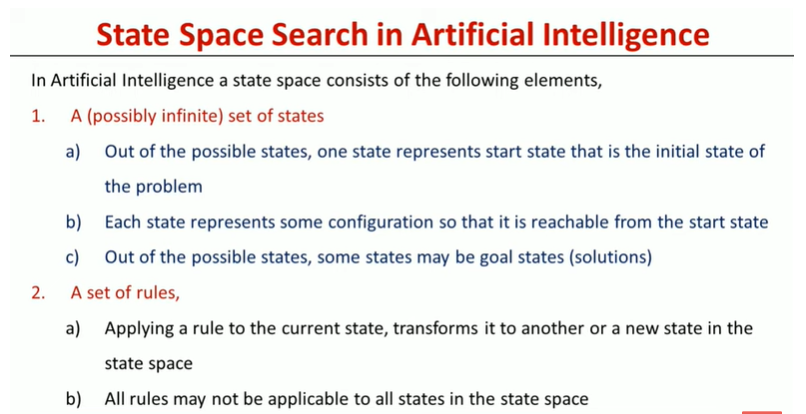 State Space Search in Artificial Intelligence
In Artificial Intelligence a state space consists of the following elements,
1. A (possibly infinite) set of states
a) Out of the possible states, one state represents start state that is the initial state of
the problem
b) Each state represents some configuration so that it is reachable from the start state
c) Out of the possible states, some states may be goal states (solutions)
2. A set of rules,
a) Applying a rule to the current state, transforms it to another or a new state in the
state space
b) All rules may not be applicable to all states in the state space